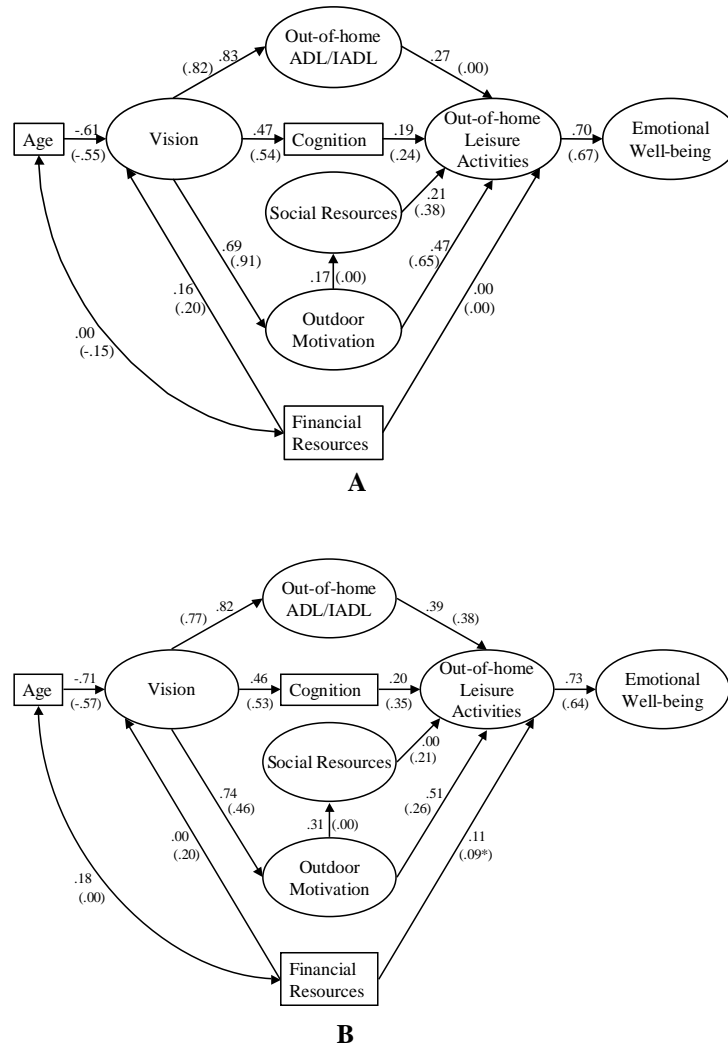 Out-of-home
ADL/IADL
.83
(.82)
.27
(.00)
Age
-.61
(-.55)
Vision
.47
(.54)
Cognition
.19
(.24)
Out-of-home
Leisure
Activities
.70
(.67)
Emotional
Well-being
Social Resources
.21
(.38)
.69
(.91)
.17
(.00)
.47
(.65)
.16
(.20)
.00
(.00)
Outdoor
Motivation
.00
(-.15)
Financial
Resources
A
Out-of-home
ADL/IADL
.82
(.77)
.39
(.38)
Age
-.71
(-.57)
Vision
.46
(.53)
Cognition
.20
(.35)
Out-of-home
Leisure
Activities
.73
(.64)
Emotional
Well-being
Social Resources
.00
(.21)
.74
(.46)
.31
(.00)
.51
(.26)
.00
(.20)
.11
(.09*)
Outdoor
Motivation
.18
(.00)
Financial
Resources
B